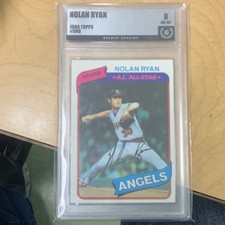 NOLAN RYAN
1980 TOPPS
#580
8
NM-MT
NOLAN RYAN
A.L. ALL-STAR
ANGELS